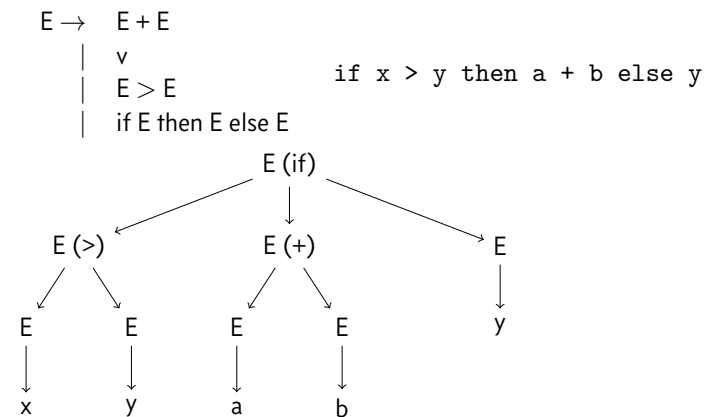 E → E + E
| v
| E > E
| if E then E else E
if x > y then a + b else y
E (if)
E (>) E (+) E
E E E E y
x y a b